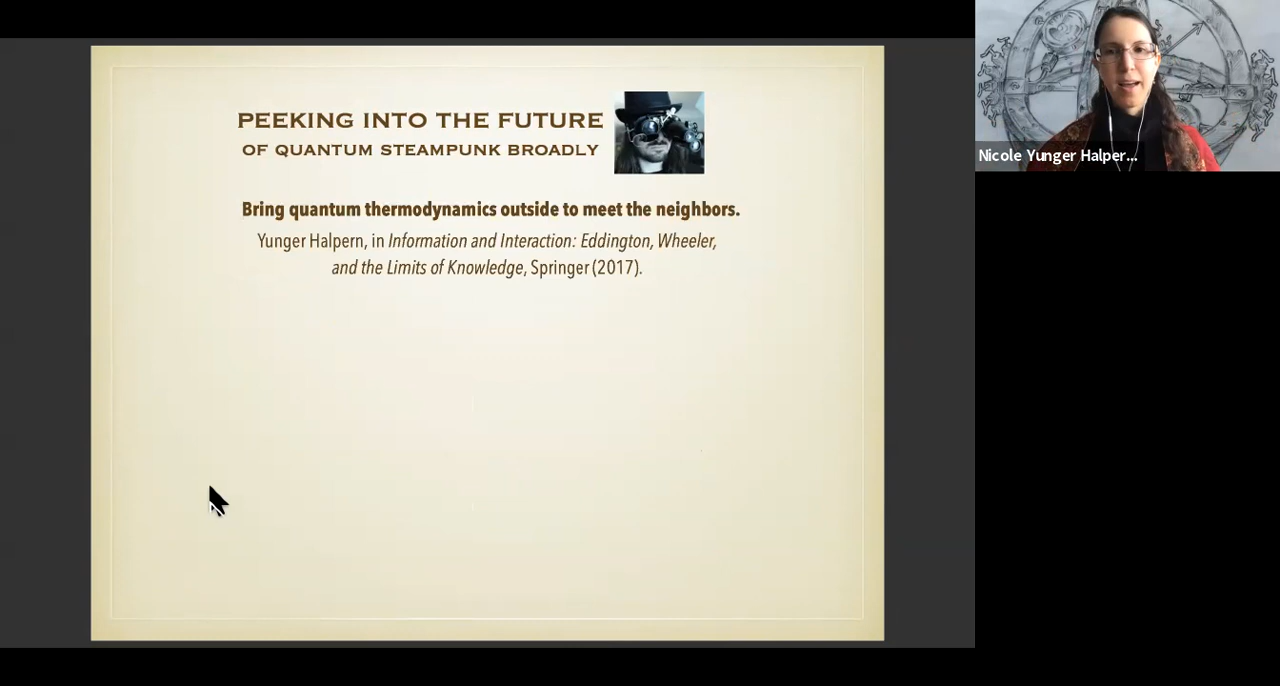 PEEKING INTO THE FUTURE
OF QUANTUM STEAMPUNK BROADLY
Bring quantum thermodynamics outside to meet the neighbors.
Yunger Halpern, in Information and Interaction: Eddington, Wheeler,
and the Limits of Knowledge, Springer (2017).
Nicole Yunger Halper...